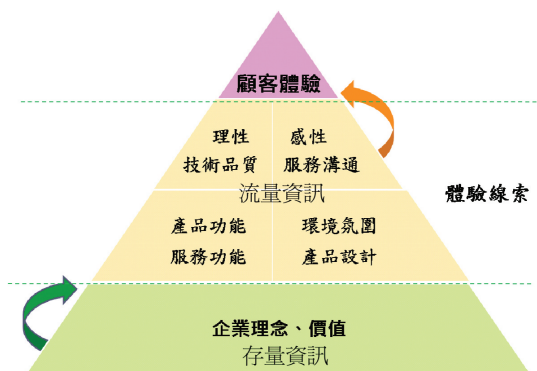 顧客體驗
理性 感性
技術品質 服務溝通
流量資訊
體驗線索
產品功能 環境氛圍
服務功能 產品設計
企業理念、價值
存量資訊